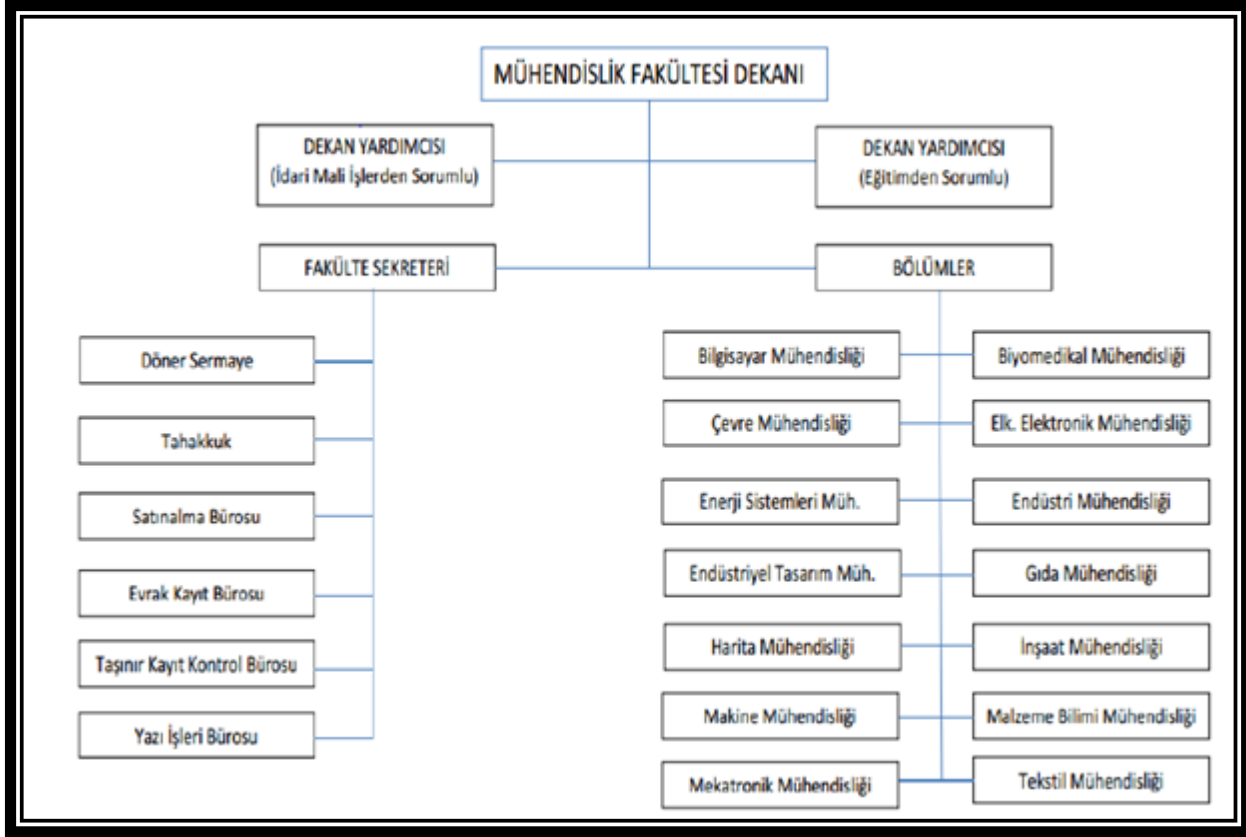 MÜHENDİSLİK FAKÜLTESİ DEKANI
DEKAN YARDIMCISI
(İdari Mali İşlerden Sorumlu)
DEKAN YARDIMCISI
(Eğitimden Sorumlu)
FAKÜLTE SEKRETERİ
BÖLÜMLER
Döner Sermaye
Tahakkuk
Satınalma Bürosu
Evrak Kayıt Bürosu
Taşınır Kayıt Kontrol Bürosu
Yazı İşleri Bürosu
Bilgisayar Mühendisliği
Biyomedikal Mühendisliği
Çevre Mühendisliği
Elk. Elektronik Mühendisliği
Enerji Sistemleri Müh.
Endüstri Mühendisliği
Endüstriyel Tasarım Müh.
Gıda Mühendisliği
Harita Mühendisliği
İnşaat Mühendisliği
Makine Mühendisliği
Malzeme Bilimi Mühendisliği
Mekatronik Mühendisliği
Tekstil Mühendisliği